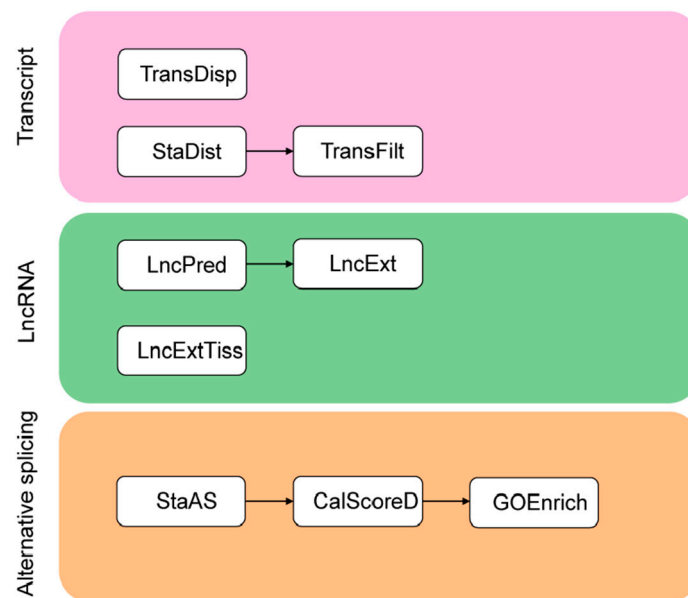 Transcript
TransDisp
StaDist
TransFilt
LncRNA
LncPred
LncExt
LncExtTiss
Alternative splicing
StaAS
CalScoreD
GOEnrich